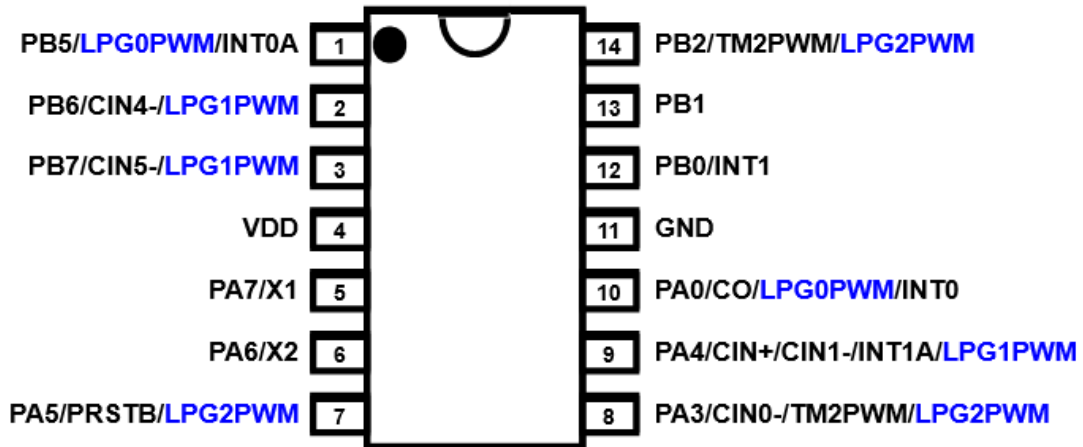 PB5/LPG0PWM/INT0A 1 14 PB2/TM2PWM/LPG2PWM
PB6/CIN4-/LPG1PWM 2 13 PB1
PB7/CIN5-/LPG1PWM 3 12 PB0/INT1
VDD 4 11 GND
PA7/X1 5 10 PA0/CO/LPG0PWM/INT0
PA6/X2 6 9 PA4/CIN+/CIN1-/INT1A/LPG1PWM
PA5/PRSTB/LPG2PWM 7 8 PA3/CIN0-/TM2PWM/LPG2PWM